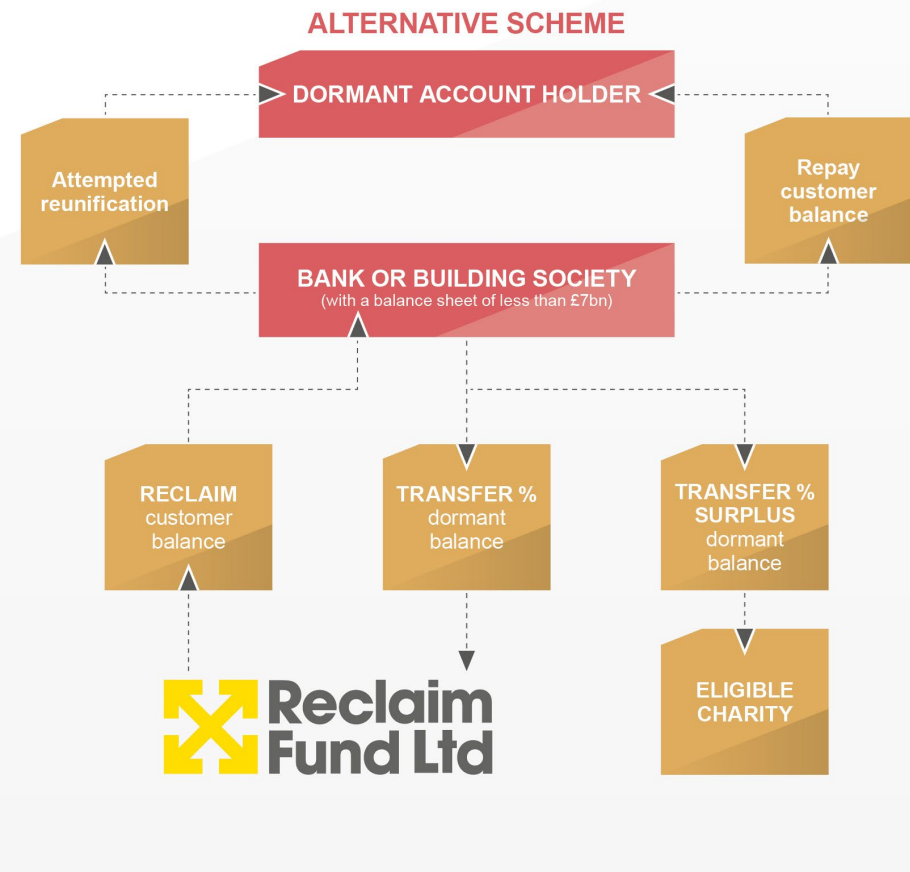 ALTERNATIVE SCHEME
DORMANT ACCOUNT HOLDER
Attempted
reunification
Repay
customer
balance
BANK OR BUILDING SOCIETY
(with a balance sheet of less than £7bn)
RECLAIM
customer
balance
TRANSFER %
dormant
balance
TRANSFER %
SURPLUS
dormant
balance
Reclaim
Fund Ltd
ELIGIBLE
CHARITY